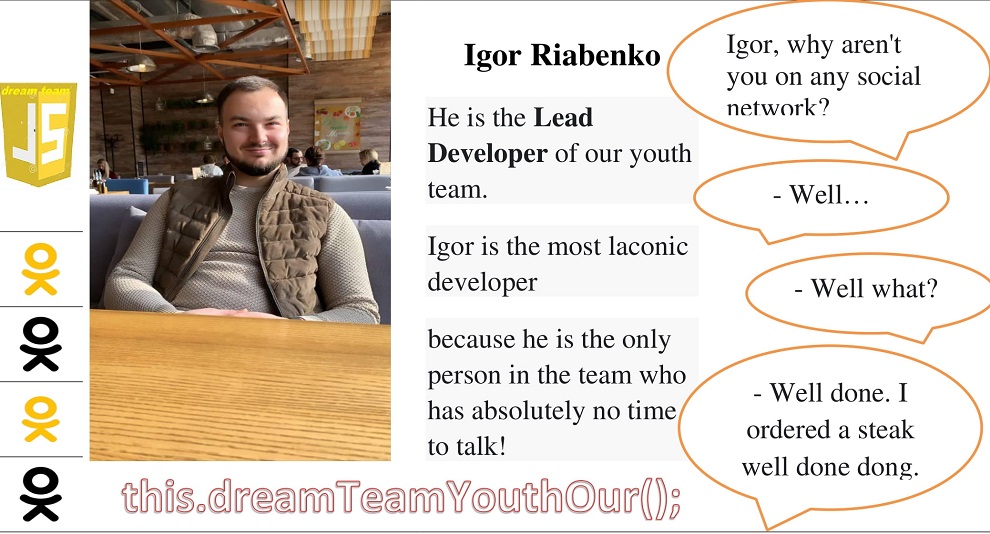 dream team
JS
Igor Riabenko
He is the Lead
Developer of our youth
team.
Igor is the most laconic
developer
because he is the only
person in the team who
has absolutely no time
to talk!
Igor, why aren't
you on any social
network?
- Well…
- Well what?
- Well done. I
ordered a steak
well done dong.
this.dreamTeamYouthOur();